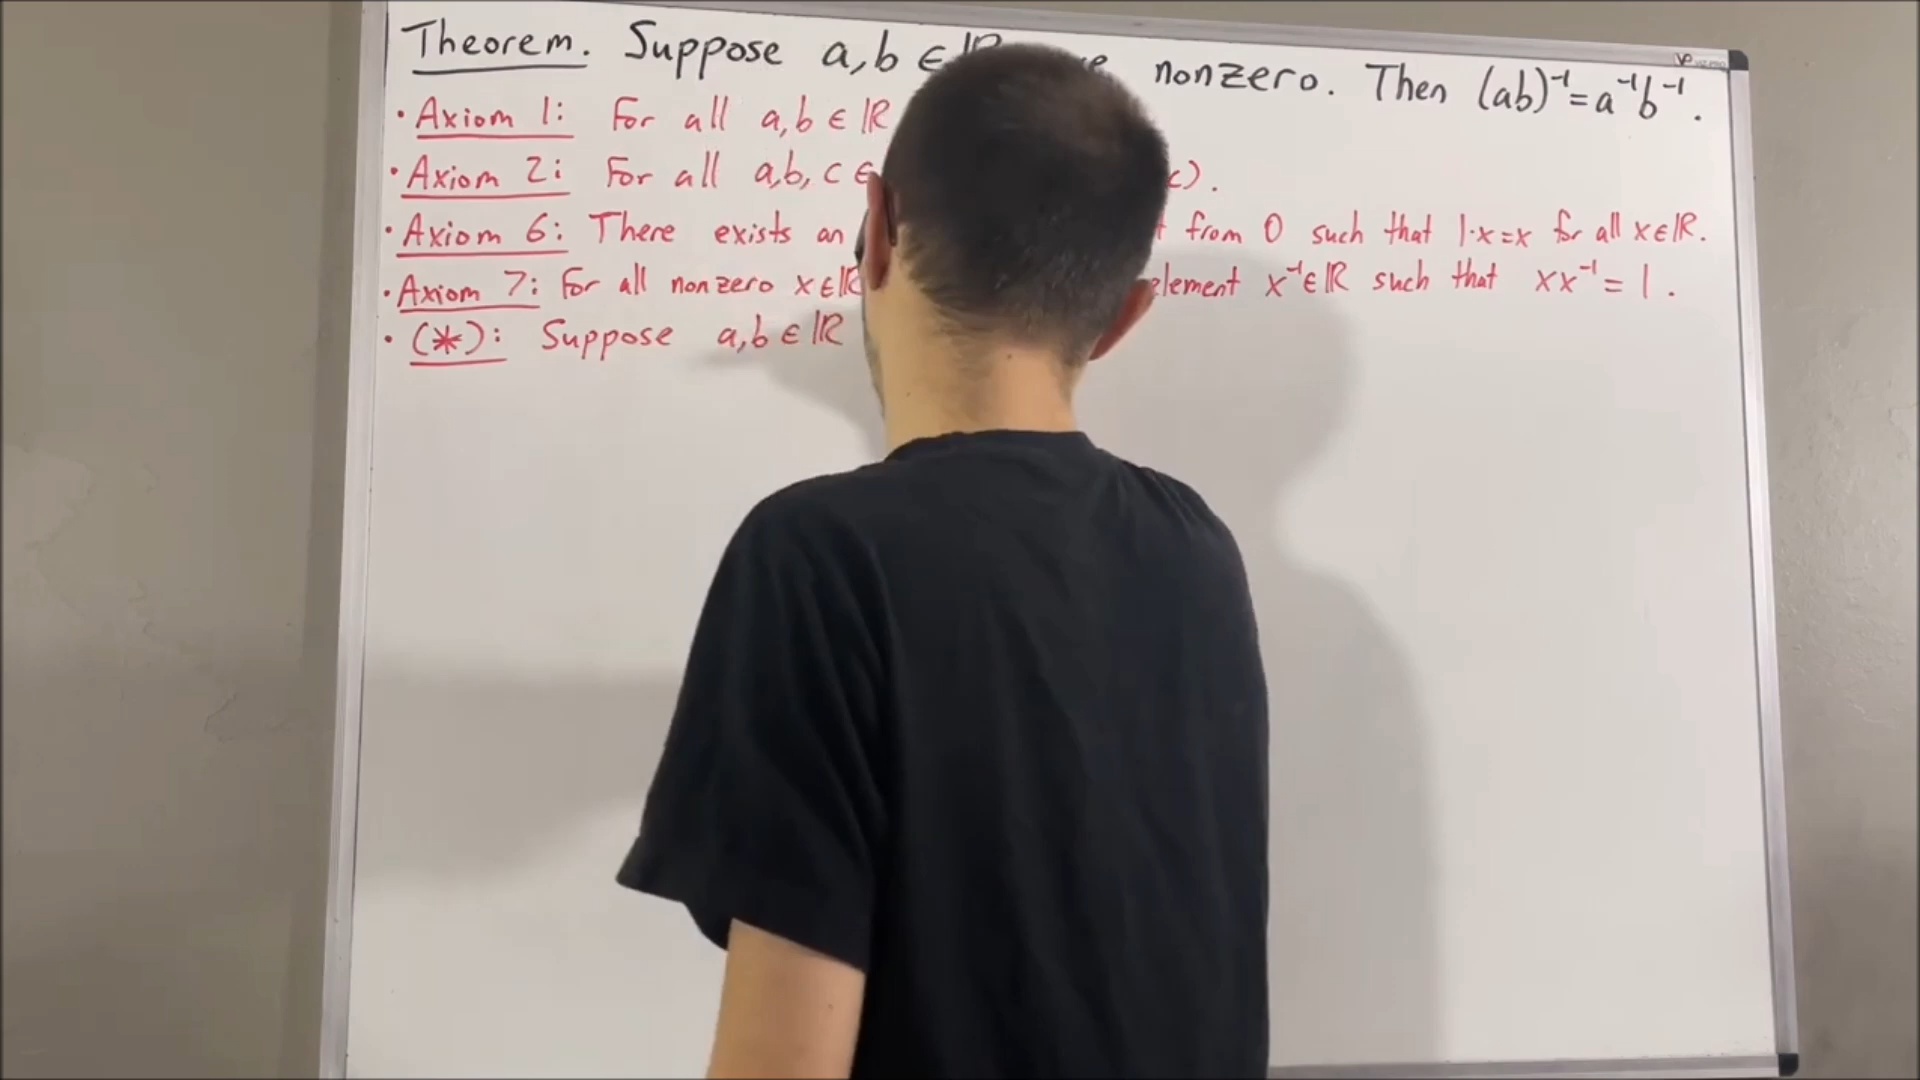 Theorem. Suppose a,b ∈ ℝ nonzero. Then (ab)⁻¹=a⁻¹b⁻¹.
• Axiom 1: For all a,b ∈ ℝ
• Axiom 2: For all a,b,c ∈ c).
• Axiom 6: There exists an from 0 such that 1·x=x for all x∈ℝ.
• Axiom 7: For all nonzero x∈ℝ element x⁻¹∈ℝ such that xx⁻¹=1.
• (*): Suppose a,b ∈ ℝ